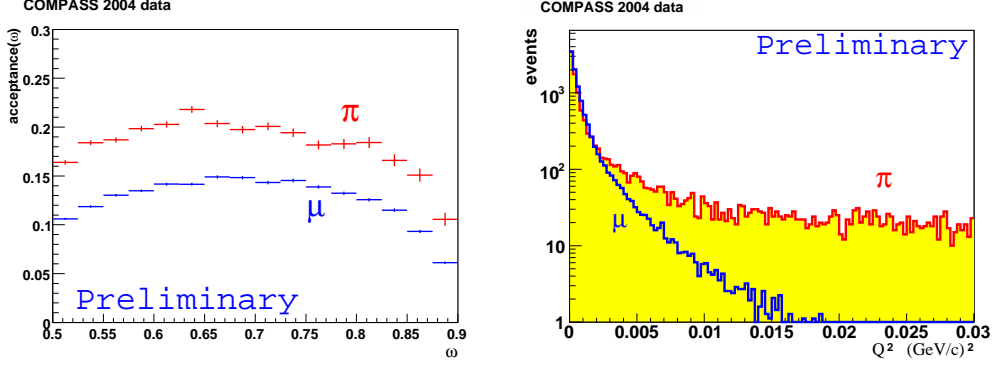 COMPASS 2004 data
acceptance(ω)
0.3
0.25
0.2
0.15
0.1
0.05
0
π
μ
Preliminary
0.5 0.55 0.6 0.65 0.7 0.75 0.8 0.85 0.9
ω
COMPASS 2004 data
events
Preliminary
10³
10²
10
1
π
μ
0 0.005 0.01 0.015 0.02 0.025 0.03
Q² (GeV/c)²